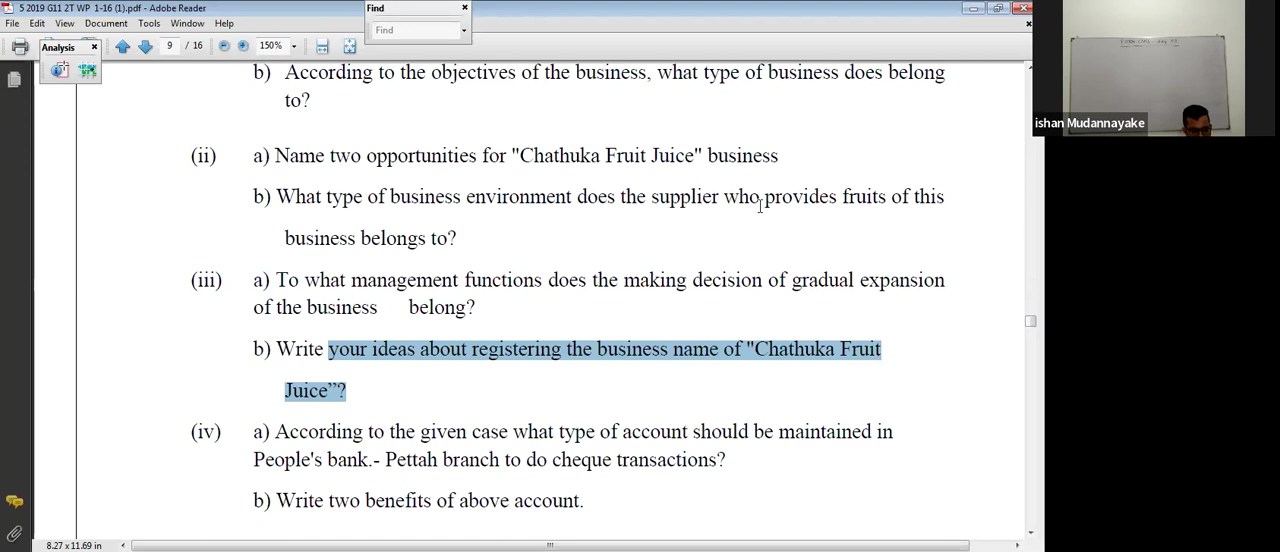 5 2019 G11 2T WP 1-16 (1).pdf - Adobe Reader
File Edit View Document Tools Window Help
Find
Find
Analysis
9 / 16 150%
b) According to the objectives of the business, what type of business does belong
to?
(ii) a) Name two opportunities for "Chathuka Fruit Juice" business
b) What type of business environment does the supplier who provides fruits of this
business belongs to?
(iii) a) To what management functions does the making decision of gradual expansion
of the business belong?
b) Write your ideas about registering the business name of "Chathuka Fruit
Juice”?
(iv) a) According to the given case what type of account should be maintained in
People's bank.- Pettah branch to do cheque transactions?
b) Write two benefits of above account.
8.27 x 11.69 in
ishan Mudannayake